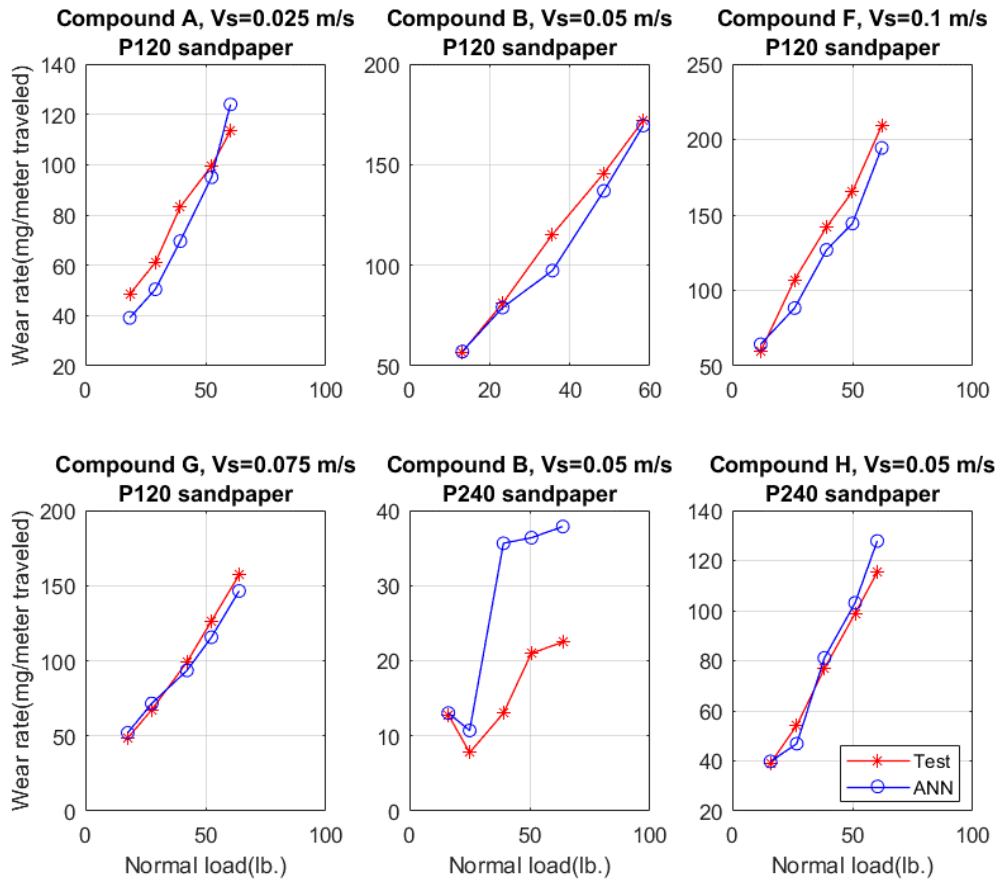 Compound A, Vs=0.025 m/s
P120 sandpaper
Wear rate(mg/meter traveled)
140
120
100
80
60
40
20
0
50
100
Compound B, Vs=0.05 m/s
P120 sandpaper
200
150
100
50
0
20
40
60
Compound F, Vs=0.1 m/s
P120 sandpaper
250
200
150
100
50
0
50
100
Compound G, Vs=0.075 m/s
P120 sandpaper
Wear rate(mg/meter traveled)
200
150
100
50
0
0
50
100
Normal load(lb.)
Compound B, Vs=0.05 m/s
P240 sandpaper
40
30
20
10
0
0
50
100
Normal load(lb.)
Compound H, Vs=0.05 m/s
P240 sandpaper
140
120
100
80
60
40
20
Test
ANN
0
50
100
Normal load(lb.)